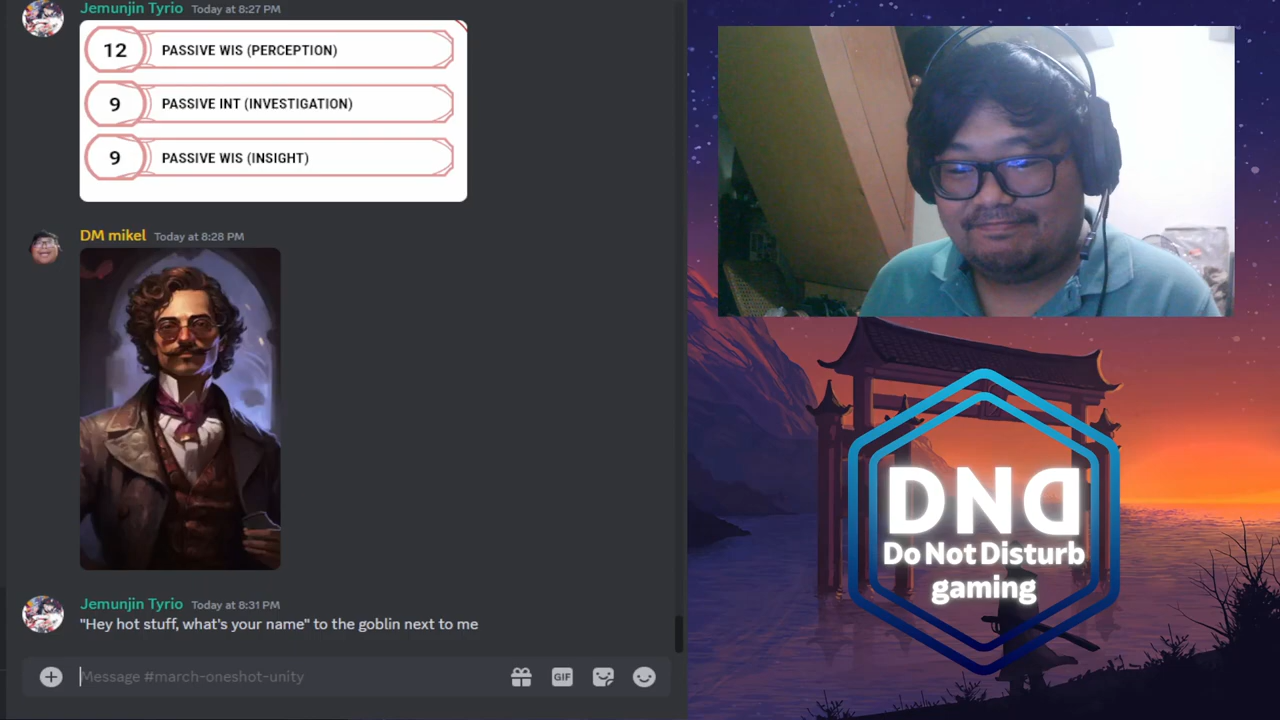 Jemunjin Tyrio Today at 8:27 PM
12 PASSIVE WIS (PERCEPTION)
9 PASSIVE INT (INVESTIGATION)
9 PASSIVE WIS (INSIGHT)
DM mikel Today at 8:28 PM
Jemunjin Tyrio Today at 8:31 PM
"Hey hot stuff, what's your name" to the goblin next to me
Message #march-oneshot-unity
GIF
DND
Do Not Disturb
gaming